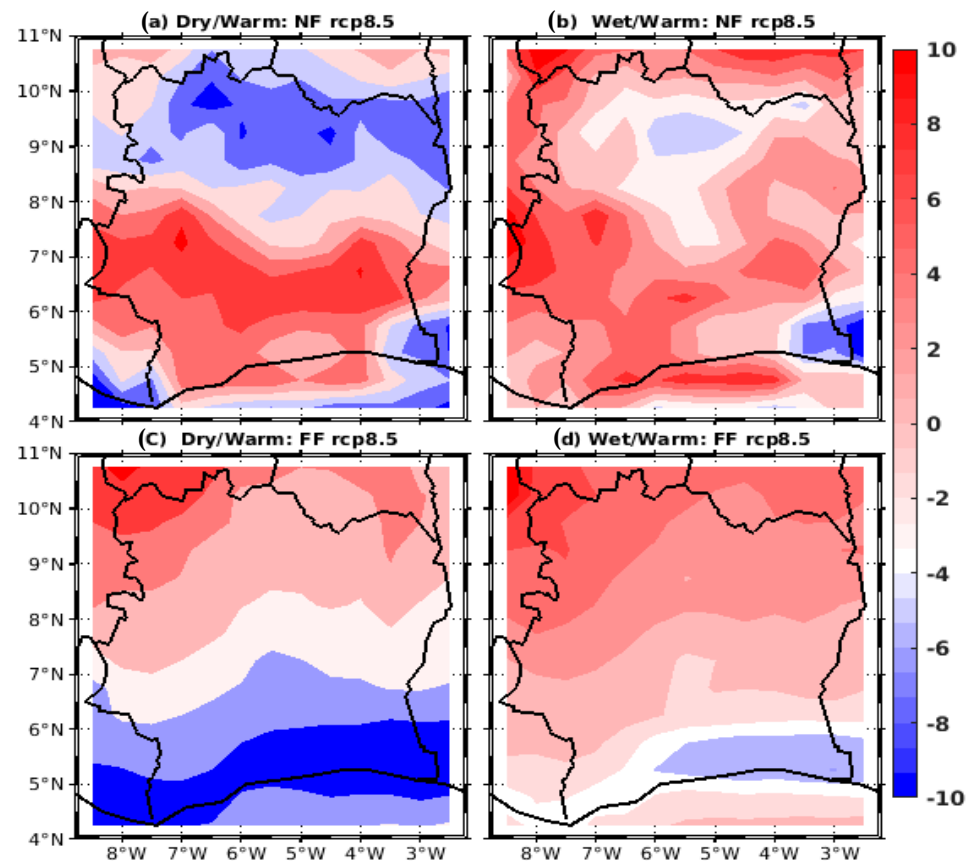 (a) Dry/Warm: NF rcp8.5
(b) Wet/Warm: NF rcp8.5
11°N
10°N
9°N
8°N
7°N
6°N
5°N
4°N
10
8
6
4
2
0
-2
-4
-6
-8
-10
(C) Dry/Warm: FF rcp8.5
(d) Wet/Warm: FF rcp8.5
11°N
10°N
9°N
8°N
7°N
6°N
5°N
4°N
8°W 7°W 6°W 5°W 4°W 3°W
8°W 7°W 6°W 5°W 4°W 3°W